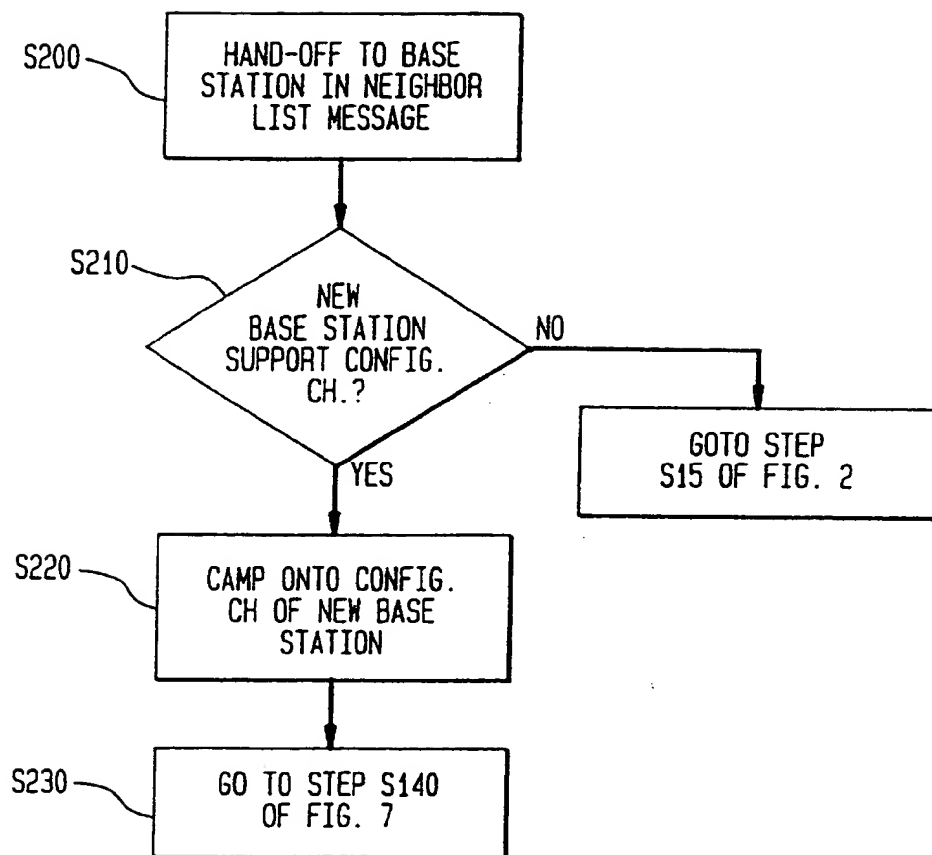 S200
HAND-OFF TO BASE
STATION IN NEIGHBOR
LIST MESSAGE
S210
NEW
BASE STATION
SUPPORT CONFIG.
CH.?
NO
GOTO STEP
S15 OF FIG. 2
YES
S220
CAMP ONTO CONFIG.
CH OF NEW BASE
STATION
S230
GO TO STEP S140
OF FIG. 7